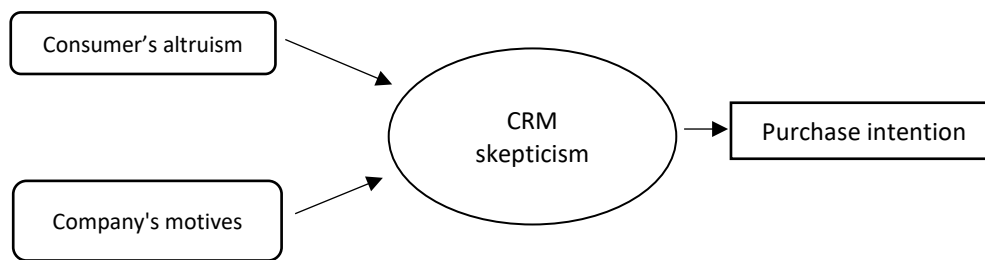 Consumer’s altruism
CRM
skepticism
Purchase intention
Company's motives